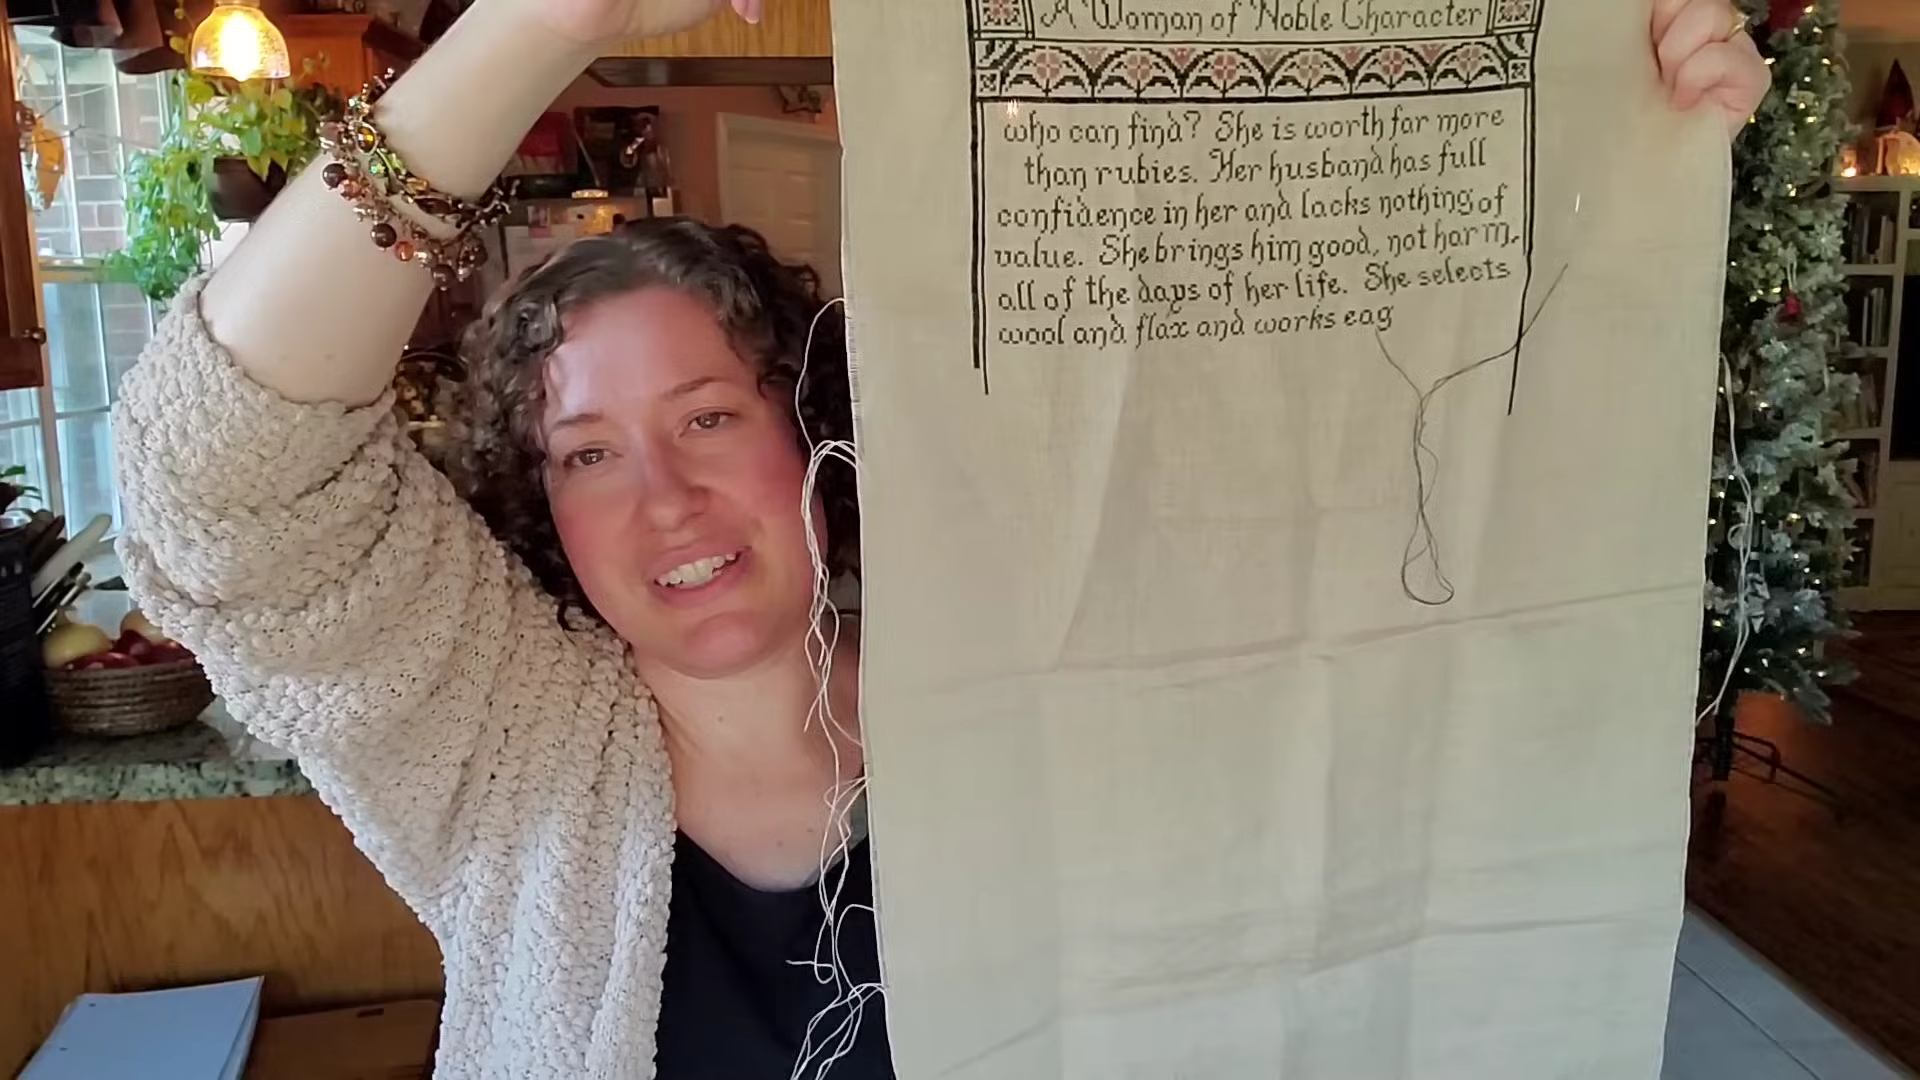 A Woman of Noble Character
who can find? She is worth far more
than rubies. Her husband has full
confidence in her and lacks nothing of
value. She brings him good, not harm,
all of the days of her life. She selects
wool and flax and works eag